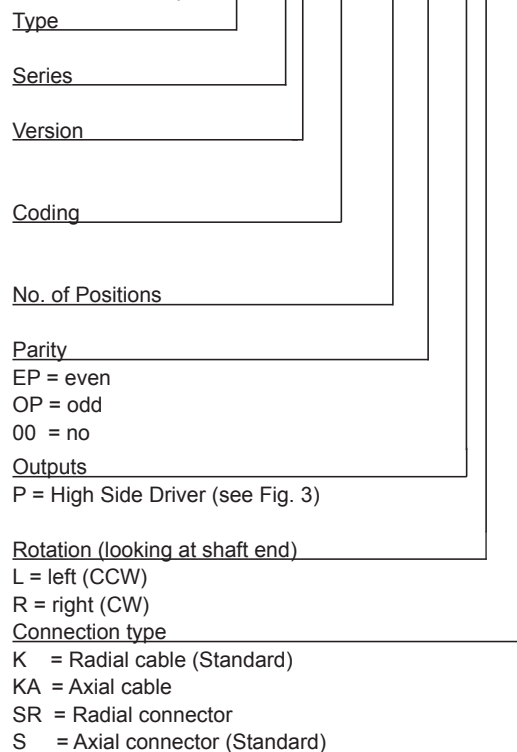 Type
Series
Version
Coding
No. of Positions
Parity
EP = even
OP = odd
00 = no
Outputs
P = High Side Driver (see Fig. 3)
Rotation (looking at shaft end)
L = left (CCW)
R = right (CW)
Connection type
K = Radial cable (Standard)
KA = Axial cable
SR = Radial connector
S = Axial connector (Standard)